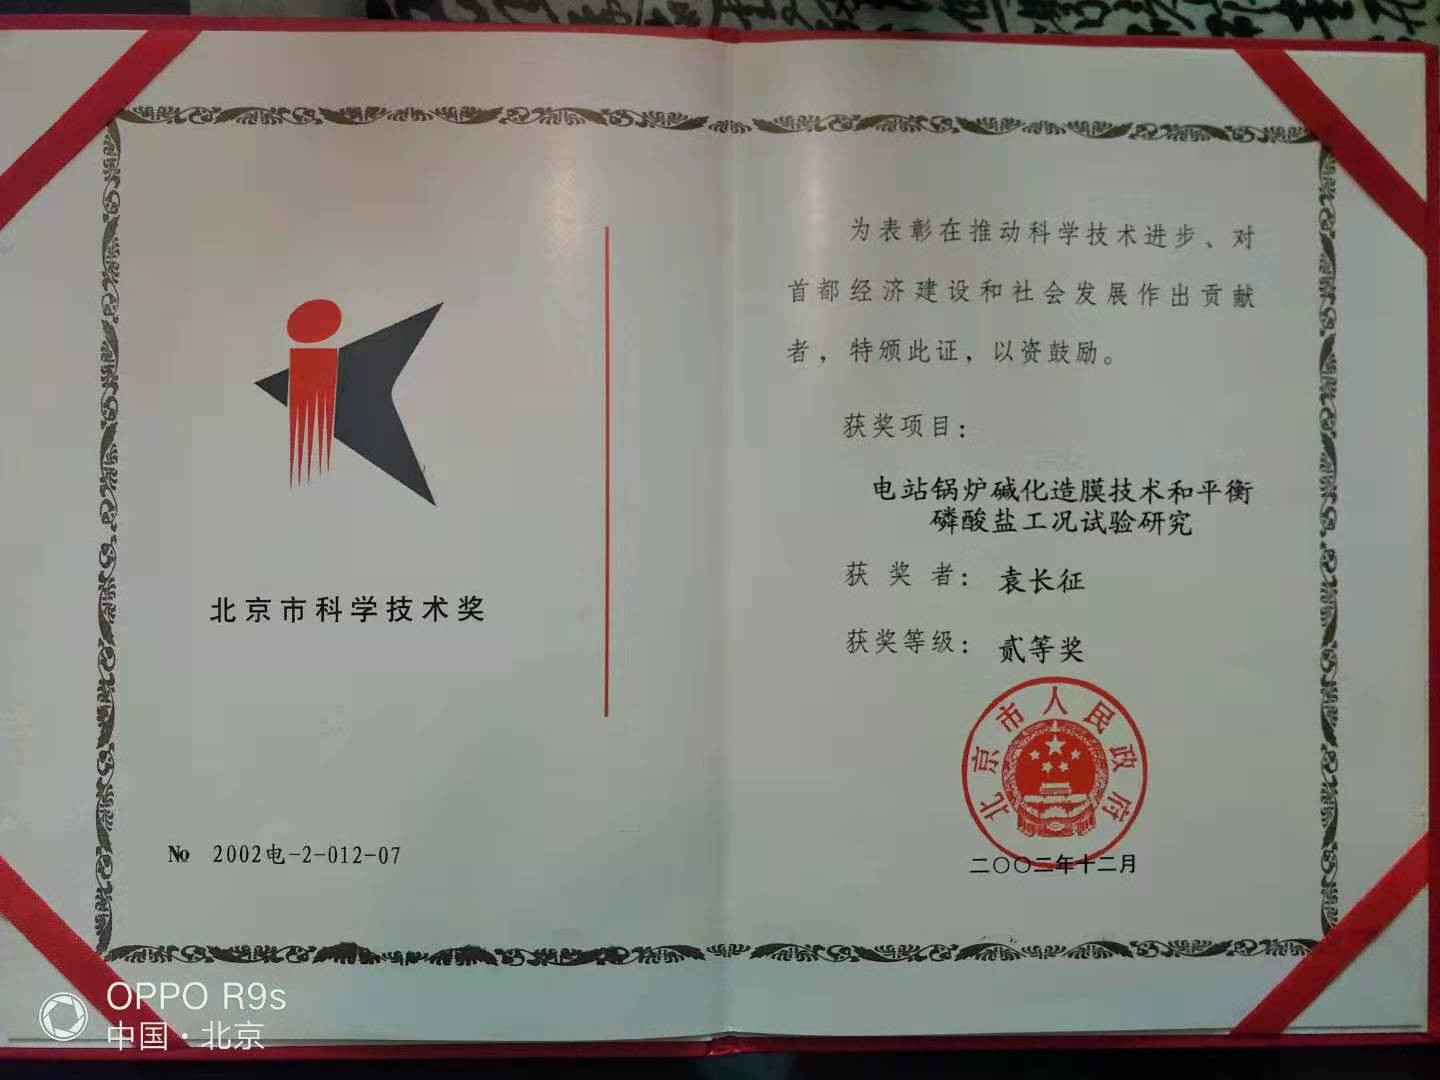 北京市科学技术奖
№ 2002电-2-012-07
为表彰在推动科学技术进步、对
首都经济建设和社会发展作出贡献
者，特颁此证，以资鼓励。
获奖项目：
电站锅炉碱化造膜技术和平衡
磷酸盐工况试验研究
获奖者：袁长征
获奖等级：贰等奖
北京市人民政府
二〇〇二年十二月
OPPO R9s
中国·北京